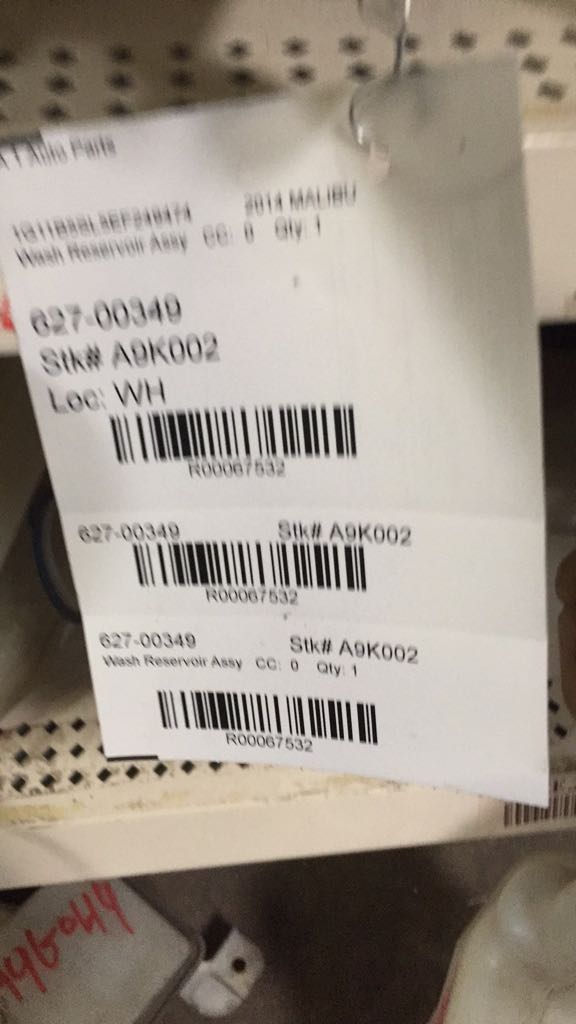 Auto Parts
2014 MALIBU
Wash Reservoir Assy CC: 0 Qty: 1
627-00349
Stk# A9K002
Loc: WH
R00067532
627-00349 Stk# A9K002
R00067532
627-00349 Stk# A9K002
Wash Reservoir Assy CC: 0 Qty: 1
R00067532